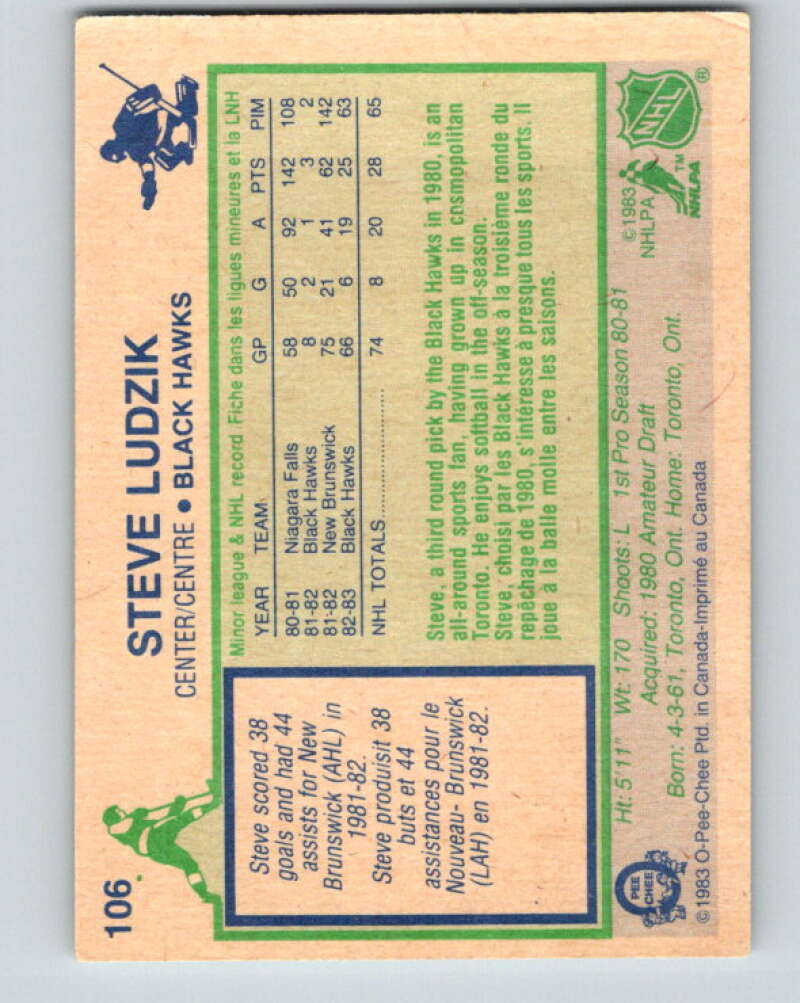 106
STEVE LUDZIK
CENTER/CENTRE • BLACK HAWKS
Steve scored 38
goals and had 44
assists for New
Brunswick (AHL) in
1981-82.
Steve produisit 38
buts et 44
assistances pour le
Nouveau- Brunswick
(LAH) en 1981-82.
Minor league & NHL record Fiche dans les ligues mineures et la LNH
YEAR TEAM GP G A PTS PIM
80-81 Niagara Falls 58 50 92 142 108
81-82 Black Hawks 8 2 1 3 2
81-82 New Brunswick 75 21 41 62 142
82-83 Black Hawks 66 6 19 25 63
NHL TOTALS 74 8 20 28 65
Steve, a third round pick by the Black Hawks in 1980, is an
all-around sports fan, having grown up in cosmopolitan
Toronto. He enjoys softball in the off-season.
Steve, choisi par les Black Hawks à la troisième ronde du
repêchage de 1980, s'intéresse à presque tous les sports. Il
joue a la balle molle entre les saisons.
Ht: 5'11" Wt: 170 Shoots: L 1st Pro Season 80-81
Acquired: 1980 Amateur Draft
Born: 4-3-61, Toronto, Ont. Home: Toronto, Ont.
©1983 O-Pee-Chee Ptd. in Canada-Imprimé au Canada
O PEE CHEE
©1983
NHLPA
NHLPA™
NHL ®